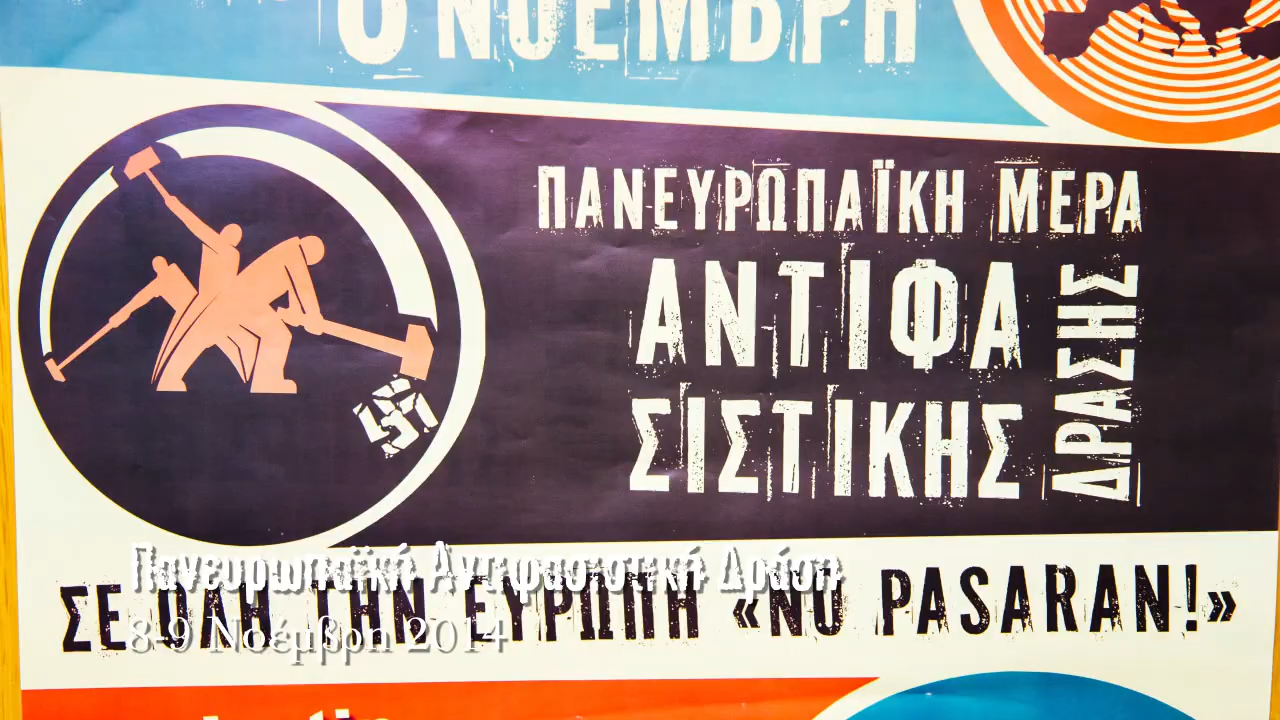 ΝΟΕΜΒΡΗ
ΠΑΝΕΥΡΩΠΑΪΚΗ ΜΕΡΑ
ΑΝΤΙΦΑ
ΣΙΣΤΙΚΗΣ
ΔΡΑΣΗΣ
Πανευρωπαϊκή Αντιφασιστική Δράση
ΣΕ ΟΛΗ ΤΗΝ ΕΥΡΩΠΗ «NO PASARAN!»
8-9 Νοέμβρη 2014